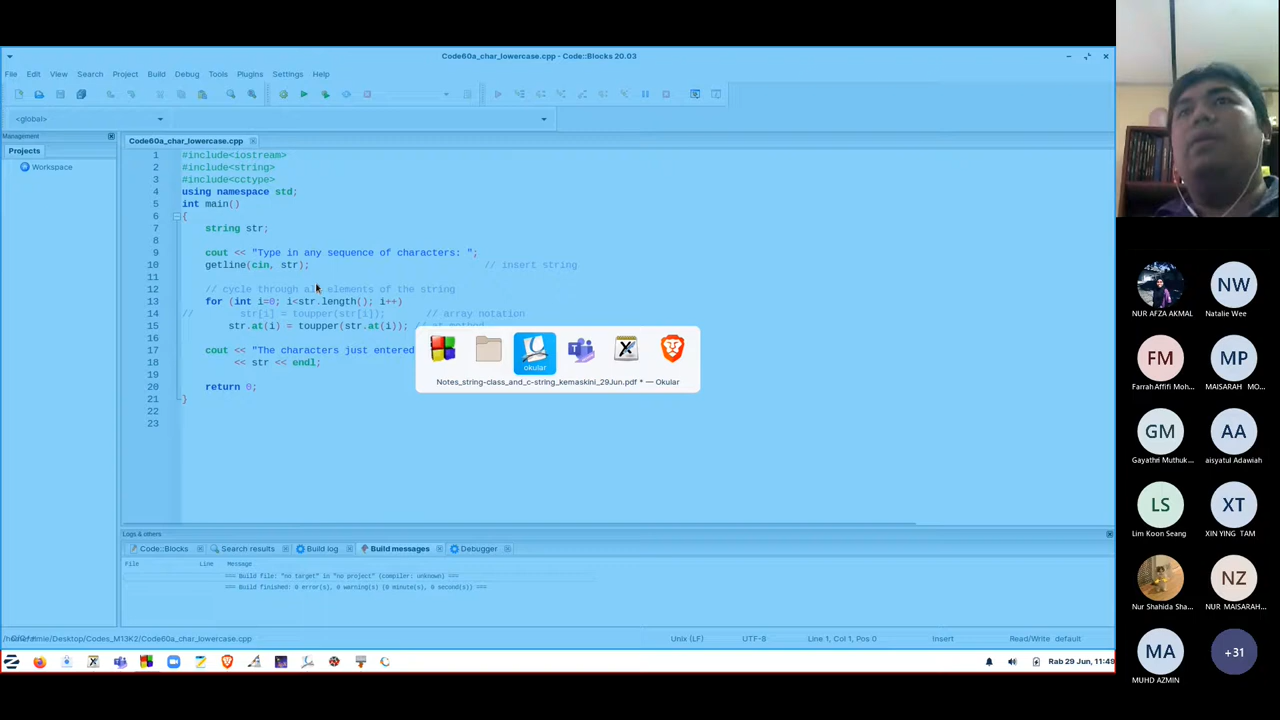 Code60a_char_lowercase.cpp - Code::Blocks 20.03
File Edit View Search Project Build Debug Tools Plugins Settings Help
<global>
Management
Projects
Workspace
Code60a_char_lowercase.cpp
1 #include<iostream>
2 #include<string>
3 #include<cctype>
4 using namespace std;
5 int main()
6 {
7 string str;
8
9 cout << "Type in any sequence of characters: ";
10 getline(cin, str); // insert string
11
12 // cycle through all elements of the string
13 for (int i=0; i<str.length(); i++)
14 // str[i] = toupper(str[i]); // array notation
15 str.at(i) = toupper(str.at(i)); // at method
16
17 cout << "The characters just entered
18 << str << endl;
19
20 return 0;
21 }
22
23
okular
Notes_string-class_and_c-string_kemaskini_29Jun.pdf * — Okular
Logs & others
Code::Blocks Search results Build log Build messages Debugger
File Line Message
=== Build file: "no target" in "no project" (compiler: unknown) ===
=== Build finished: 0 error(s), 0 warning(s) (0 minute(s), 0 second(s)) ===
Unix (LF) UTF-8 Line 1, Col 1, Pos 0 Insert Read/Write default
Rab 29 Jun, 11:49
NUR AFZA AKMAL
NW
Natalie Wee
FM
Farrah Affifi Moh...
MP
MAISARAH MO...
GM
Gayathri Muthuk...
AA
aisyatul Adawiah
LS
Lim Koon Seang
XT
XIN YING TAM
Nur Shahida Sha...
NZ
NUR MAISARAH...
MA
MUHD AZMIN
+31